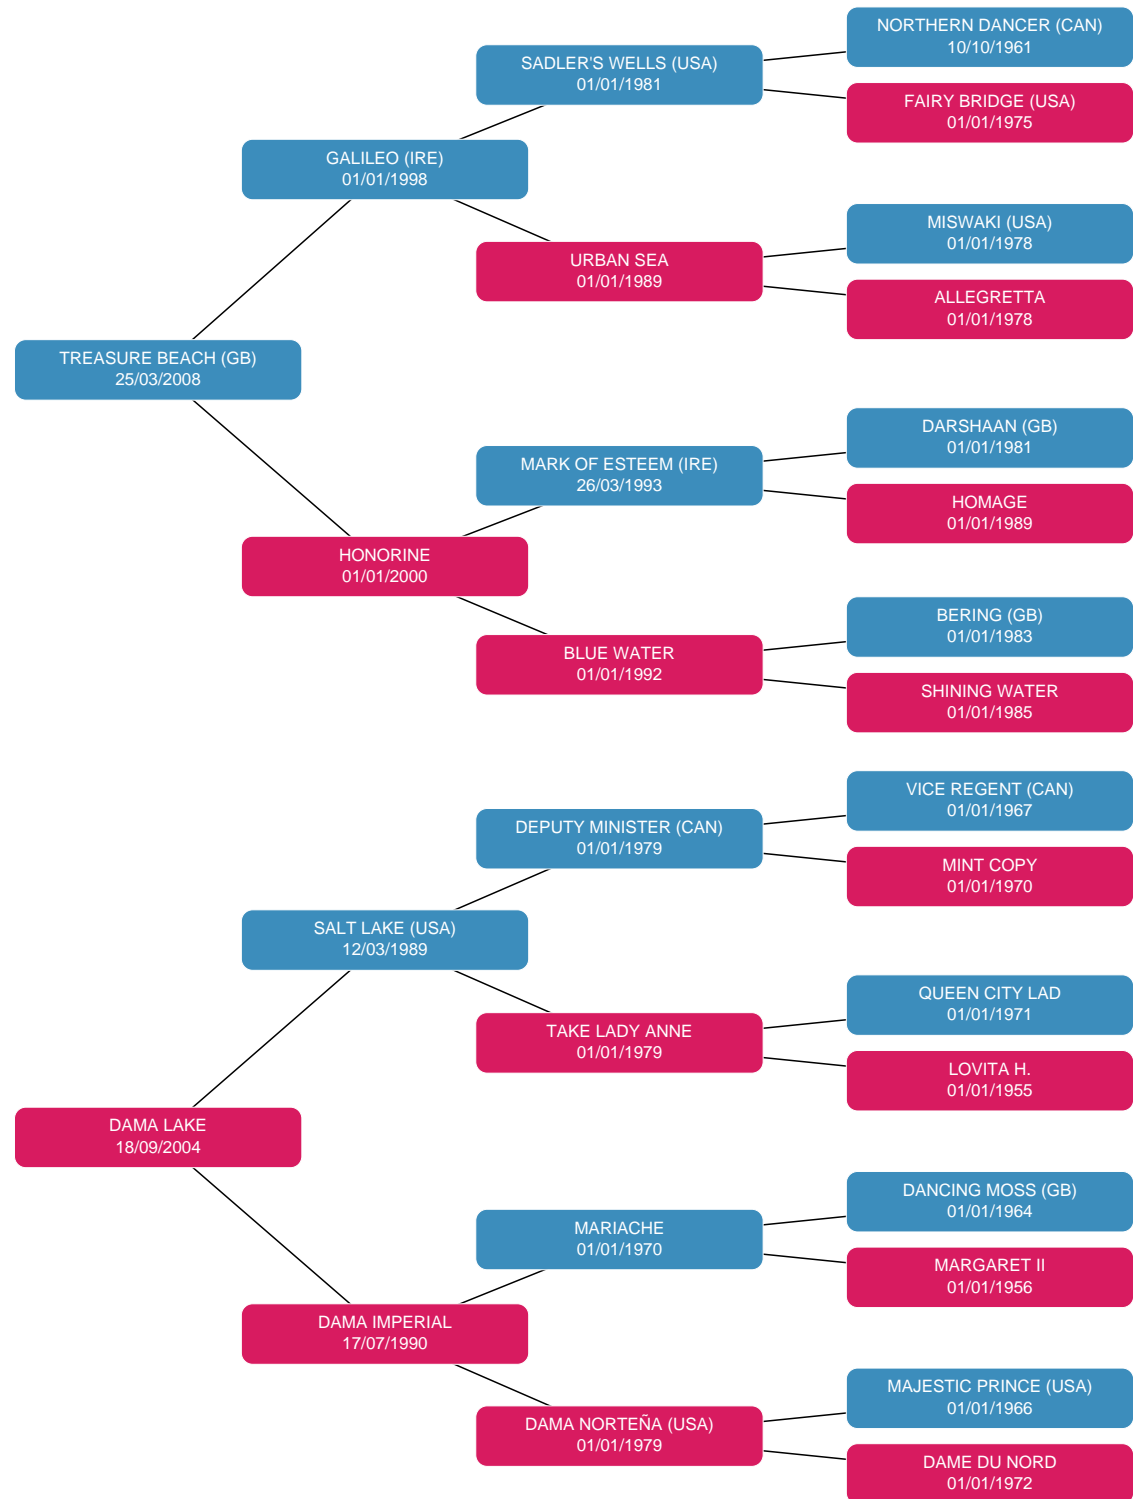 NORTHERN DANCER (CAN)
10/10/1961
SADLER'S WELLS (USA)
01/01/1981
FAIRY BRIDGE (USA)
01/01/1975
GALILEO (IRE)
01/01/1998
MISWAKI (USA)
01/01/1978
URBAN SEA
01/01/1989
ALLEGRETTA
01/01/1978
TREASURE BEACH (GB)
25/03/2008
DARSHAAN (GB)
01/01/1981
MARK OF ESTEEM (IRE)
26/03/1993
HOMAGE
01/01/1989
HONORINE
01/01/2000
BERING (GB)
01/01/1983
BLUE WATER
01/01/1992
SHINING WATER
01/01/1985
VICE REGENT (CAN)
01/01/1967
DEPUTY MINISTER (CAN)
01/01/1979
MINT COPY
01/01/1970
SALT LAKE (USA)
12/03/1989
QUEEN CITY LAD
01/01/1971
TAKE LADY ANNE
01/01/1979
LOVITA H.
01/01/1955
DAMA LAKE
18/09/2004
DANCING MOSS (GB)
01/01/1964
MARIACHE
01/01/1970
MARGARET II
01/01/1956
DAMA IMPERIAL
17/07/1990
MAJESTIC PRINCE (USA)
01/01/1966
DAMA NORTEÑA (USA)
01/01/1979
DAME DU NORD
01/01/1972